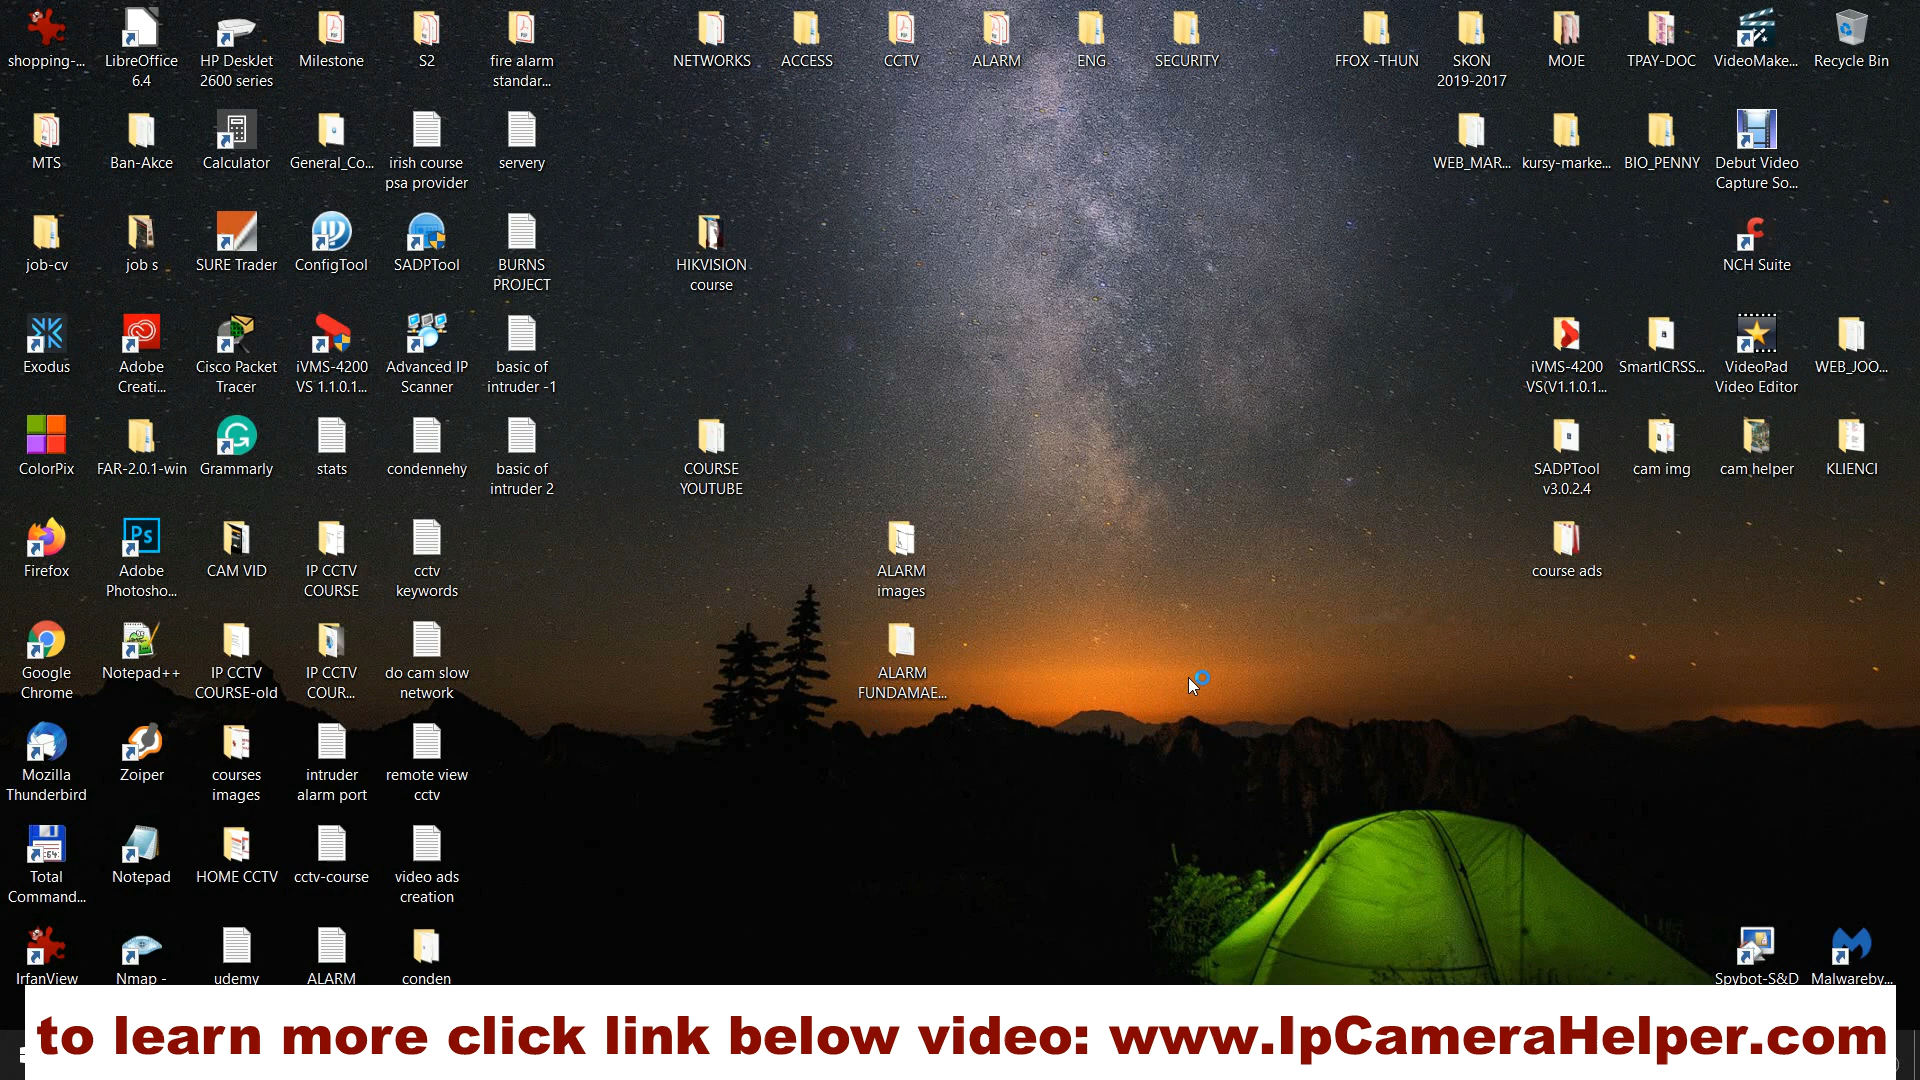 shopping-...
LibreOffice
6.4
HP DeskJet
2600 series
Milestone
S2
fire alarm
standar...
NETWORKS
ACCESS
CCTV
ALARM
ENG
SECURITY
FFOX -THUN
SKON
2019-2017
MOJE
TPAY-DOC
VideoMake...
Recycle Bin
MTS
Ban-Akce
Calculator
General_Co...
irish course
psa provider
servery
WEB_MAR...
kursy-marke...
BIO_PENNY
Debut Video
Capture So...
job-cv
job s
SURE Trader
ConfigTool
SADPTool
BURNS
PROJECT
HIKVISION
course
NCH Suite
Exodus
Adobe
Creati...
Cisco Packet
Tracer
iVMS-4200
VS 1.1.0.1...
Advanced IP
Scanner
basic of
intruder -1
iVMS-4200
VS(V1.1.0.1...
SmartICRSS...
VideoPad
Video Editor
WEB_JOO...
ColorPix
FAR-2.0.1-win
Grammarly
stats
condennehy
basic of
intruder 2
COURSE
YOUTUBE
SADPTool
v3.0.2.4
cam img
cam helper
KLIENCI
Firefox
Adobe
Photosho...
CAM VID
IP CCTV
COURSE
cctv
keywords
ALARM
images
course ads
Google
Chrome
Notepad++
IP CCTV
COURSE-old
IP CCTV
COUR...
do cam slow
network
ALARM
FUNDAMAE...
Mozilla
Thunderbird
Zoiper
courses
images
intruder
alarm port
remote view
cctv
Total
Command...
Notepad
HOME CCTV
cctv-course
video ads
creation
IrfanView
Nmap -
udemy
ALARM
conden
Spybot-S&D
Malwareby...
to learn more click link below video: www.IpCameraHelper.com